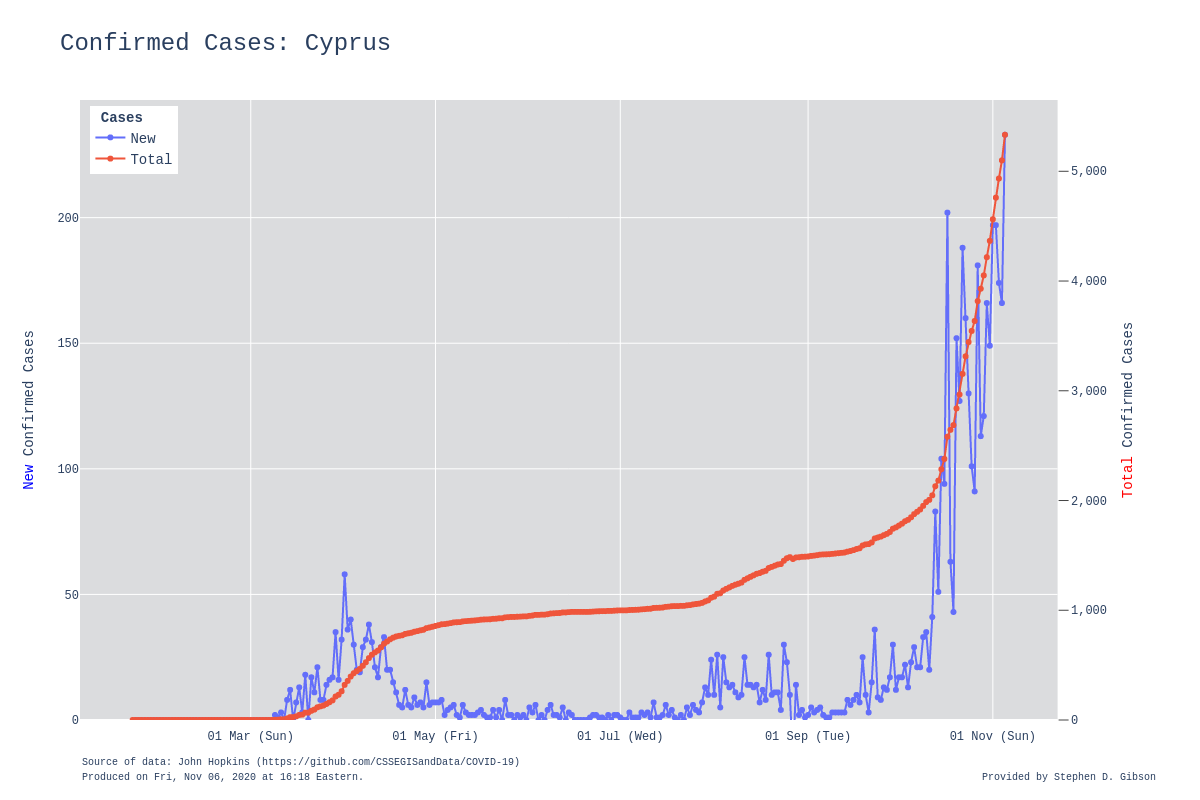 Confirmed Cases: Cyprus
Cases
New
Total
200
150
100
50
0
New Confirmed Cases
5,000
4,000
3,000
2,000
1,000
0
Total Confirmed Cases
01 Mar (Sun)
01 May (Fri)
01 Jul (Wed)
01 Sep (Tue)
01 Nov (Sun)
Source of data: John Hopkins (https://github.com/CSSEGISandData/COVID-19)
Produced on Fri, Nov 06, 2020 at 16:18 Eastern.
Provided by Stephen D. Gibson